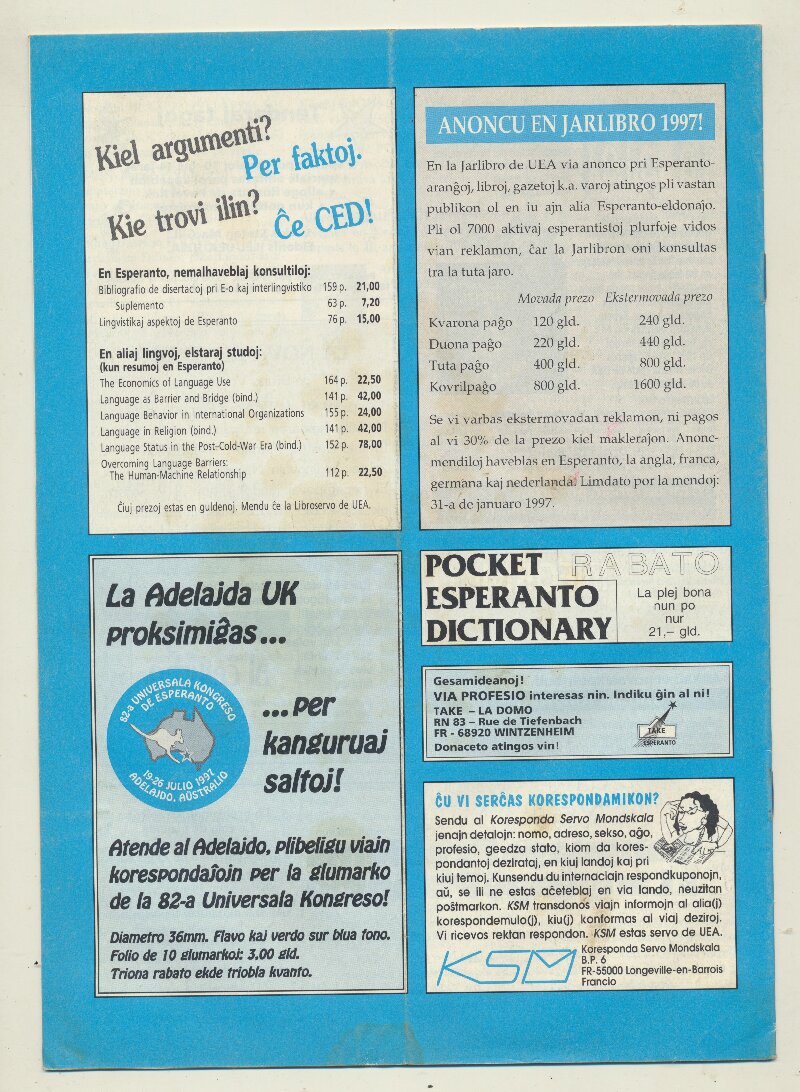 Kiel argumenti?
Per faktoj.
Kie trovi ilin?
Ĉe CED!
En Esperanto, nemalhaveblaj konsultiloj:
Bibliografio de disertacioj pri E-o kaj interlingvistiko 159 p. 21,00
Suplemento 63 p. 7,20
Lingvistikaj aspektoj de Esperanto 76 p. 15,00
En aliaj lingvoj, elstaraj studoj:
(kun resumoj en Esperanto)
The Economics of Language Use 164 p. 22,50
Language as Barrier and Bridge (bind.) 141 p. 42,00
Language Behavior in International Organizations 155 p. 24,00
Language in Religion (bind.) 141 p. 42,00
Language Status in the Post-Cold-War Era (bind.) 152 p. 78,00
Overcoming Language Barriers:
The Human-Machine Relationship 112 p. 22,50
Ĉiuj prezoj estas en guldenoj. Mendu ĉe la Libroservo de UEA.
ANONCU EN JARLIBRO 1997!
En la Jarlibro de UEA via anonco pri Esperanto-
aranĝoj, libroj, gazetoj k.a. varoj atingos pli vastan
publikon ol en iu ajn alia Esperanto-eldonaĵo.
Pli ol 7000 aktivaj esperantistoj plurfoje vidos
vian reklamon, ĉar la Jarlibron oni konsultas
tra la tuta jaro.
Movada prezo Ekstermovada prezo
Kvarona paĝo 120 gld. 240 gld.
Duona paĝo 220 gld. 440 gld.
Tuta paĝo 400 gld. 800 gld.
Kovrilpaĝo 800 gld. 1600 gld.
Se vi varbas ekstermovadan reklamon, ni pagos
al vi 30% de la prezo kiel makleraĵon. Anonc-
mendiloj haveblas en Esperanto, la angla, franca,
germana kaj nederlanda. Limdato por la mendoj:
31-a de januaro 1997.
La Adelajda UK
proksimiĝas...
82-a UNIVERSALA KONGRESO
DE ESPERANTO
19-26 JULIO 1997
ADELAJDO, AŬSTRALIO
...per
kanguruaj
saltoj!
Atende al Adelajdo, plibeligu viajn
korespondaĵojn per la glumarko
de la 82-a Universala Kongreso!
Diametro 36mm. Flavo kaj verdo sur blua fono.
Folio de 10 glumarkoj: 3,00 gld.
Triona rabato ekde triobla kvanto.
POCKET
ESPERANTO
DICTIONARY
RABATO
La plej bona
nun po
nur
21,– gld.
Gesamideanoj!
VIA PROFESIO interesas nin. Indiku ĝin al ni!
TAKE – LA DOMO
RN 83 – Rue de Tiefenbach
FR - 68920 WINTZENHEIM
Donaceto atingos vin!
TAKE
ESPERANTO
ĈU VI SERĈAS KORESPONDAMIKON?
Sendu al Koresponda Servo Mondskala
jenajn detalojn: nomo, adreso, sekso, aĝo,
profesio, geedza stato, kiom da kores-
pondantoj dezirataj, en kiuj landoj kaj pri
kiuj temoj. Kunsendu du internaciajn respondkuponojn,
aŭ, se ili ne estas aĉeteblaj en via lando, neuzitan
poŝtmarkon. KSM transdonos viajn informojn al alia(j)
korespondemulo(j), kiu(j) konformas al viaj deziroj.
Vi ricevos rektan respondon. KSM estas servo de UEA.
KSM
Koresponda Servo Mondskala
B.P. 6
FR-55000 Longeville-en-Barrois
Francio